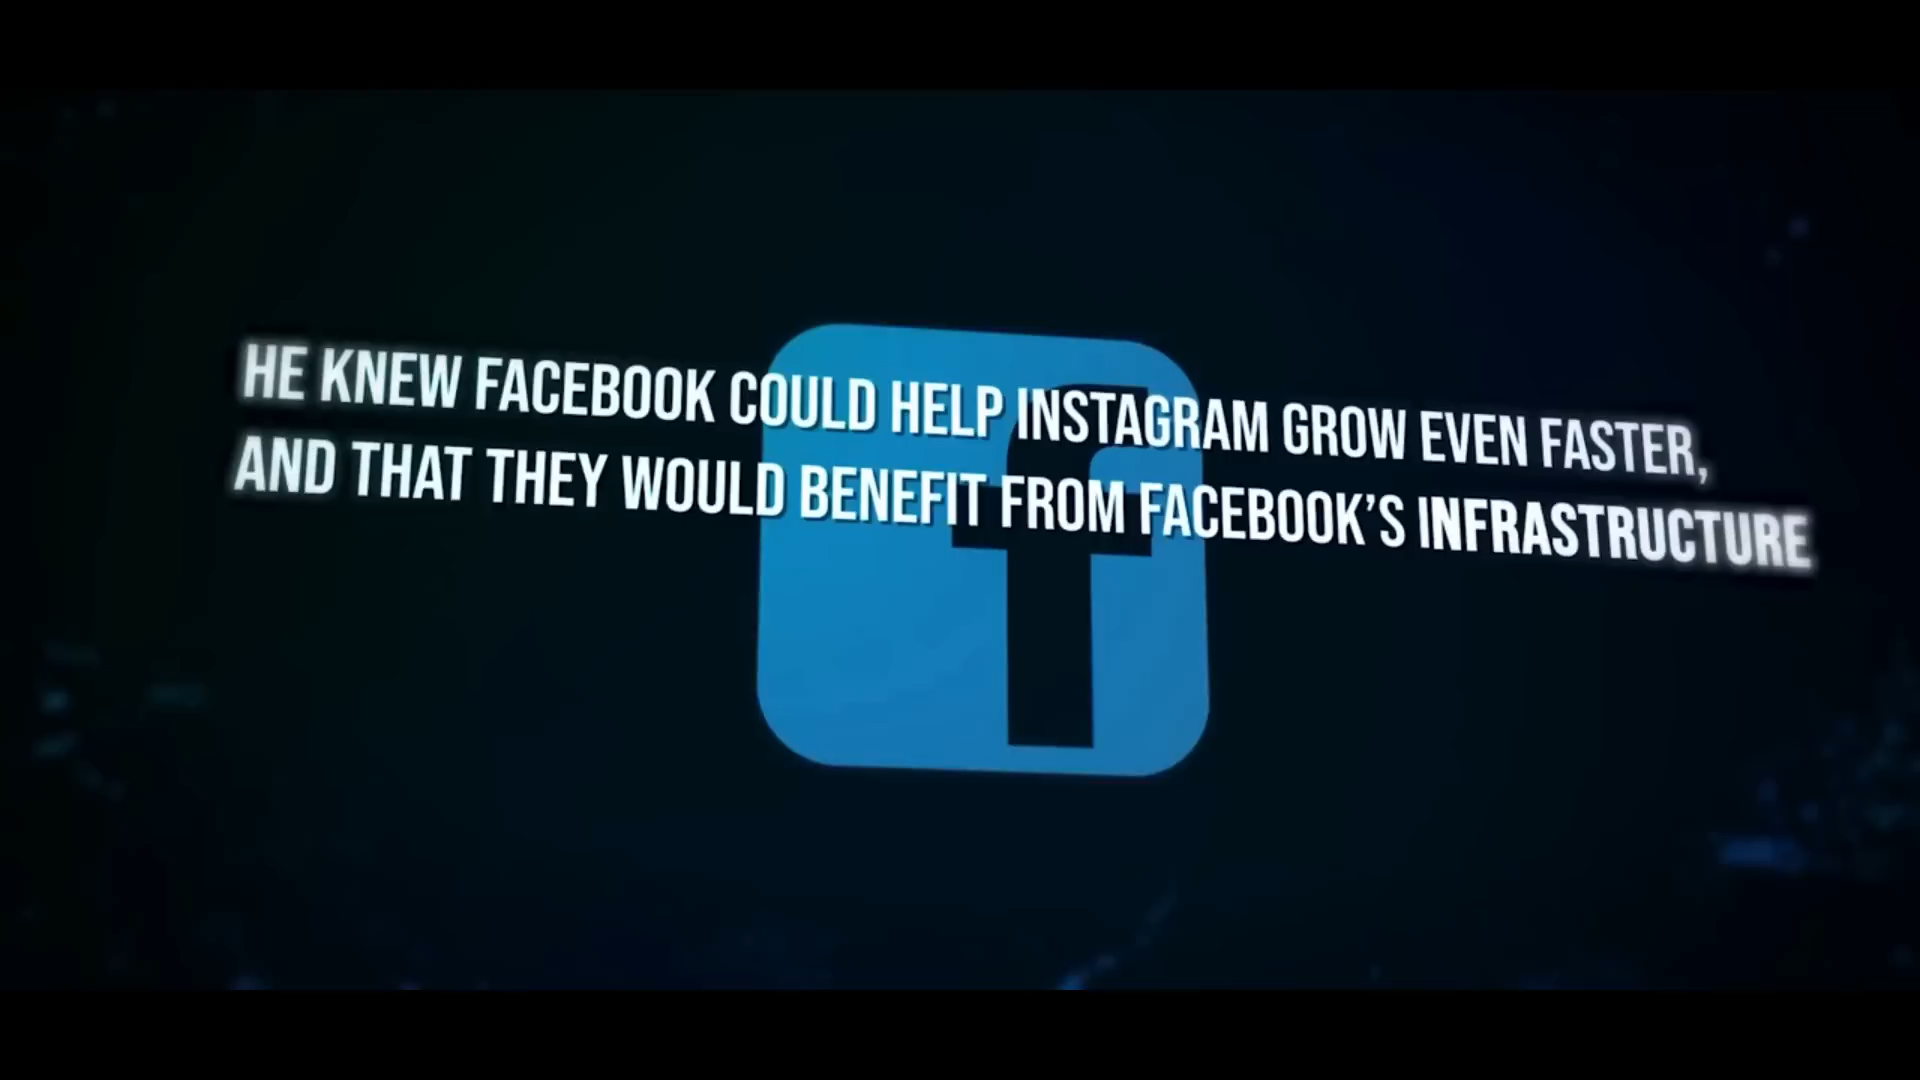 HE KNEW FACEBOOK COULD HELP INSTAGRAM GROW EVEN FASTER,
AND THAT THEY WOULD BENEFIT FROM FACEBOOK’S INFRASTRUCTURE
f